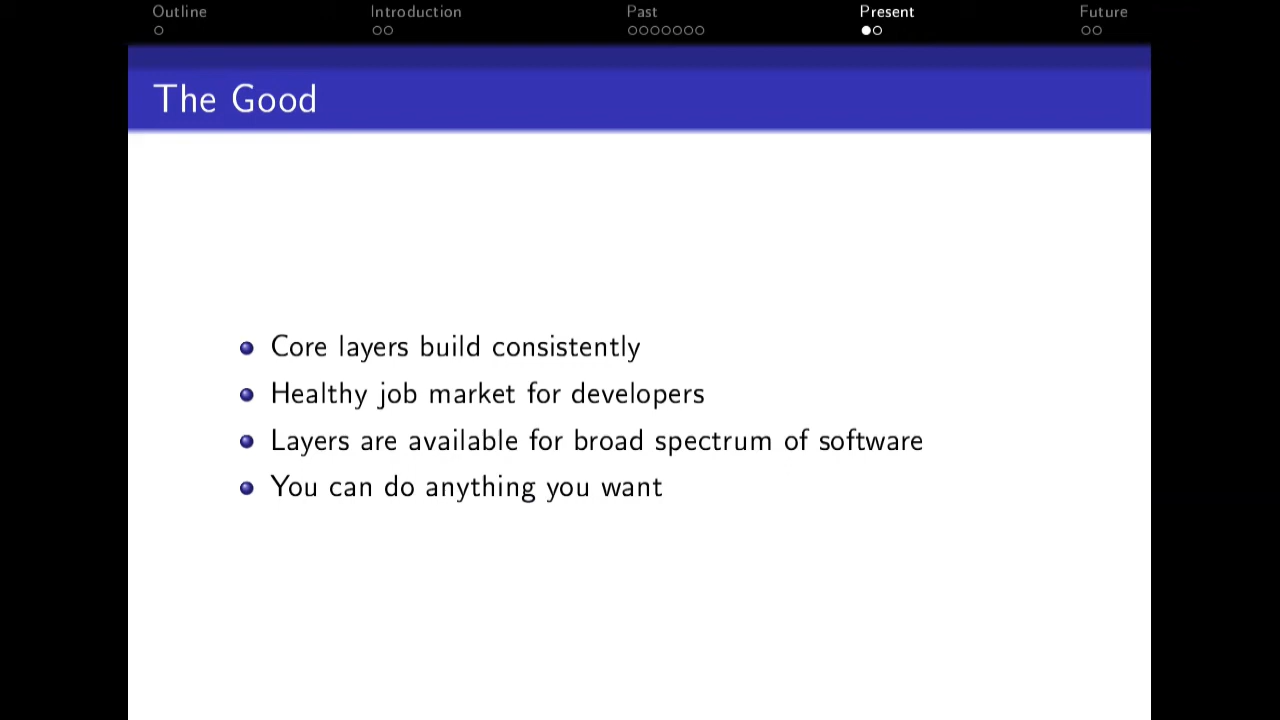 Outline Introduction Past Present Future
The Good
Core layers build consistently
Healthy job market for developers
Layers are available for broad spectrum of software
You can do anything you want